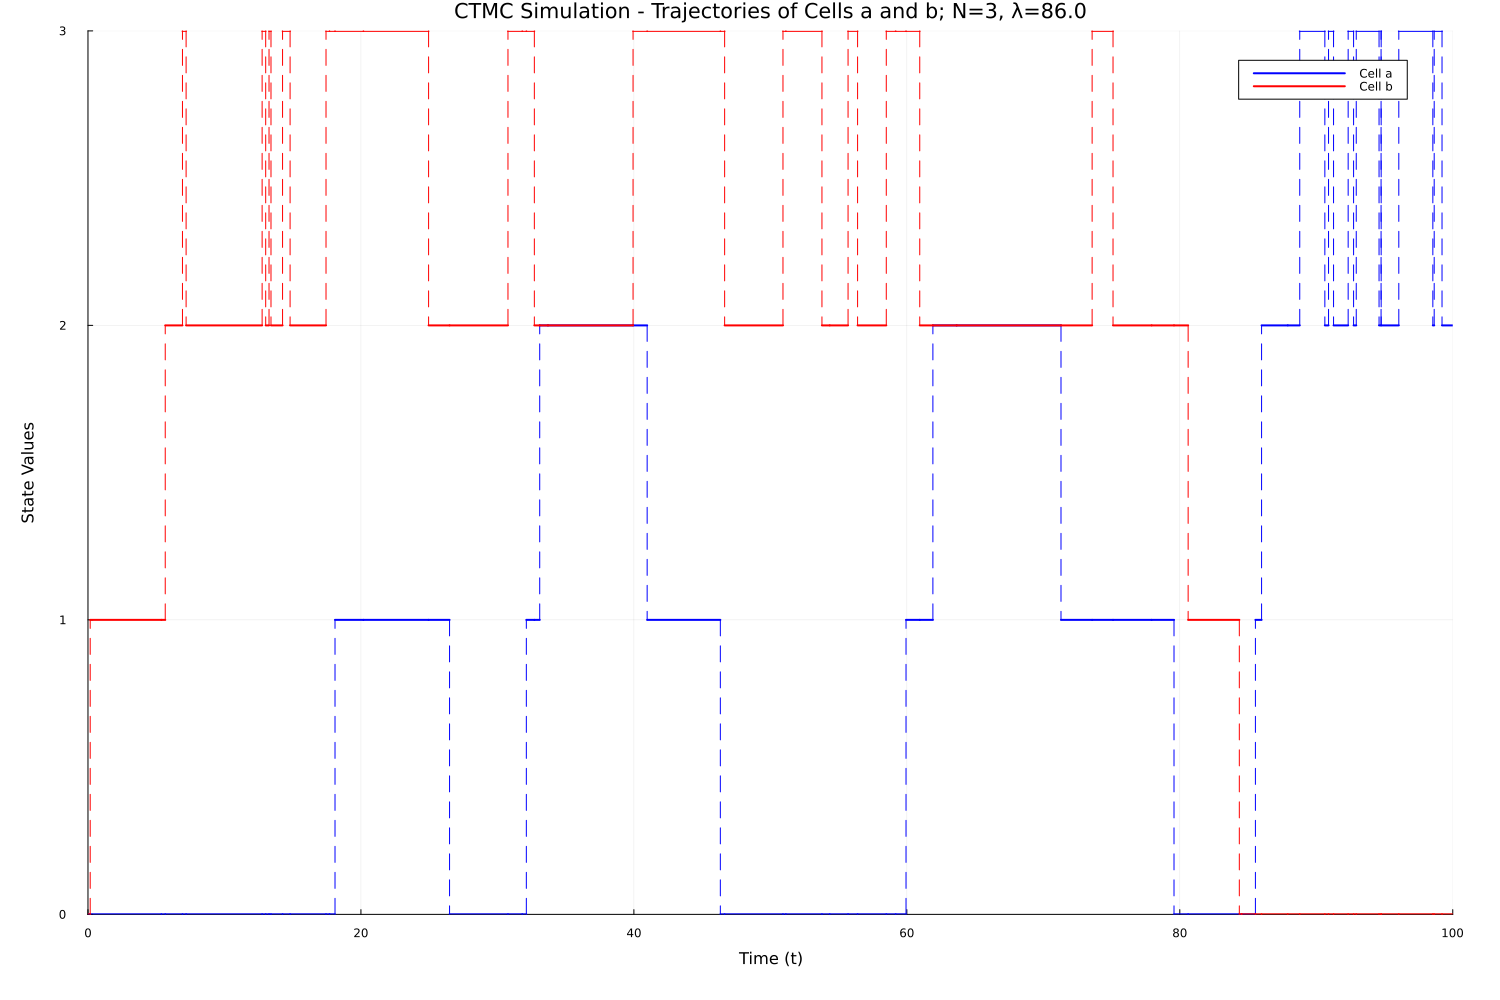 CTMC Simulation - Trajectories of Cells a and b; N=3, λ=86.0
3
Cell a
Cell b
2
State Values
1
0
0 20 40 60 80 100
Time (t)